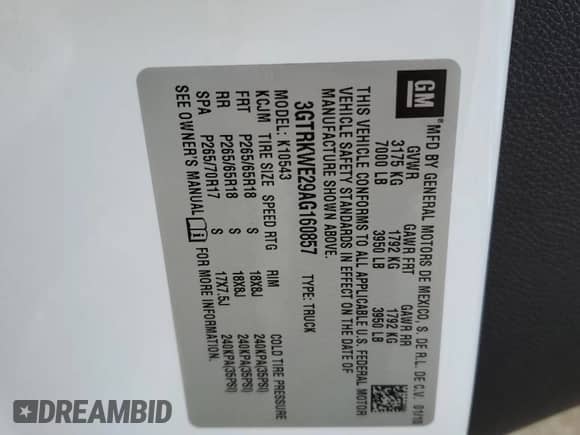 GM
MFD BY GENERAL MOTORS DE MEXICO, S. DE R.L. DE C.V. 01/10
GVWR GAWR FRT GAWR RR
3175 KG 1792 KG 1792 KG
7000 LB 3950 LB 3950 LB
THIS VEHICLE CONFORMS TO ALL APPLICABLE U.S. FEDERAL MOTOR
VEHICLE SAFETY STANDARDS IN EFFECT ON THE DATE OF
MANUFACTURE SHOWN ABOVE.
3GTRKWE29AG160857 TYPE: TRUCK
MODEL: K10543
KCJM TIRE SIZE SPEED RTG RIM COLD TIRE PRESSURE
FRT P265/65R18 S 18X8J 240KPA(35PSI)
RR P265/65R18 S 18X8J 240KPA(35PSI)
SPA P265/70R17 S 17X7.5J 240KPA(35PSI)
SEE OWNER'S MANUAL FOR MORE INFORMATION.
DREAMBID